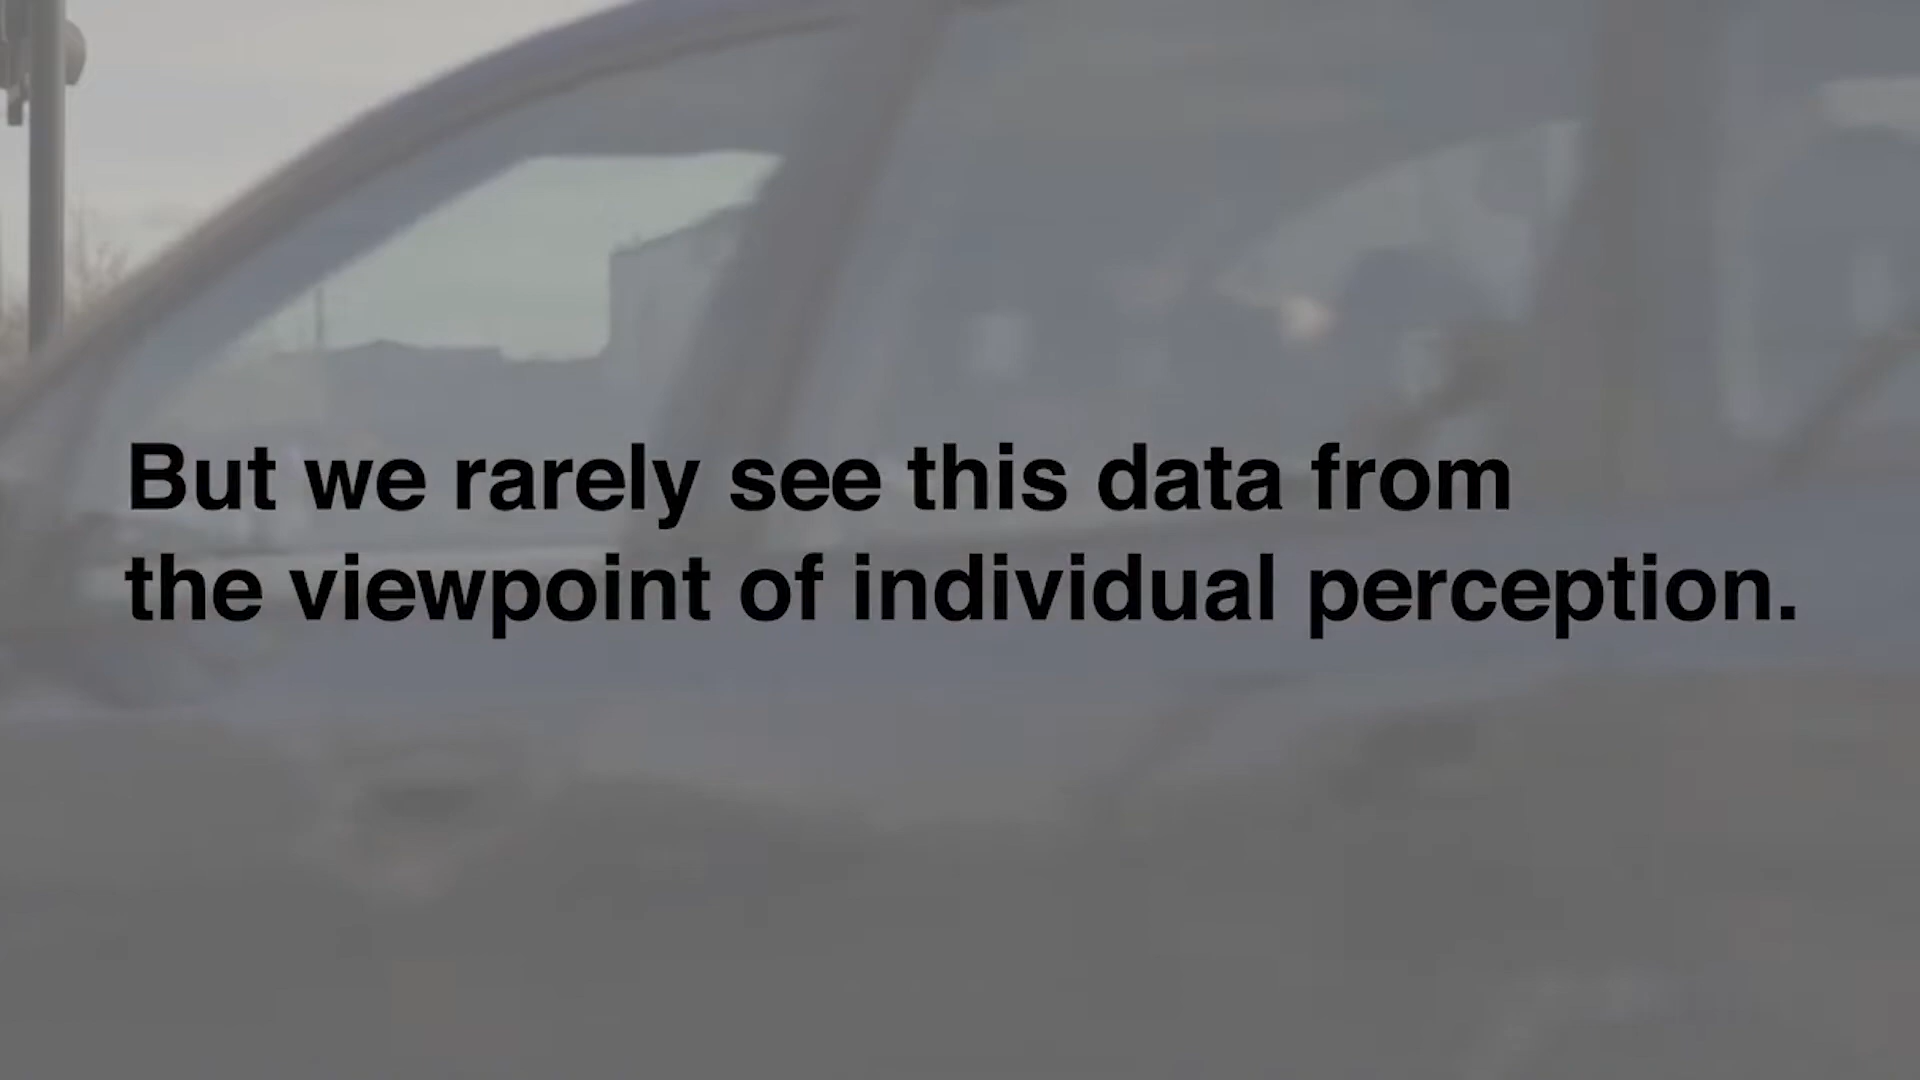 But we rarely see this data from
the viewpoint of individual perception.